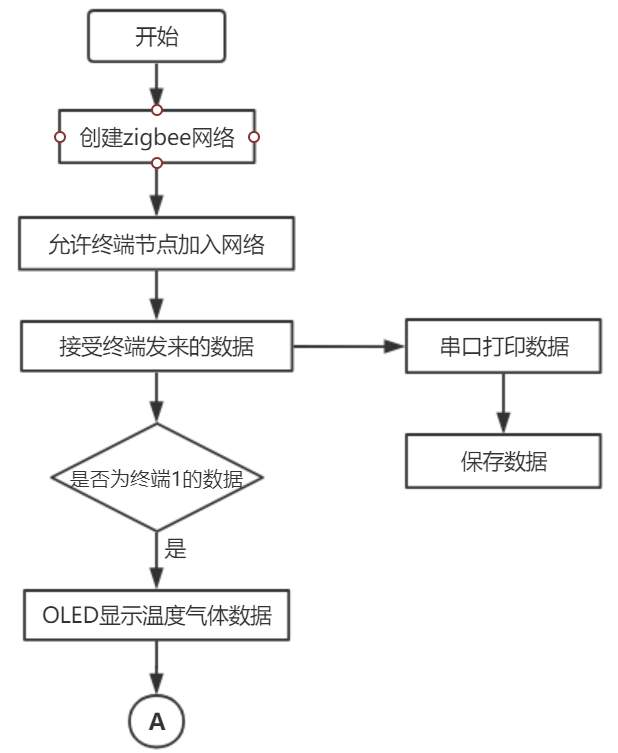 开始
创建zigbee网络
允许终端节点加入网络
接受终端发来的数据
串口打印数据
保存数据
是否为终端1的数据
是
OLED显示温度气体数据
A